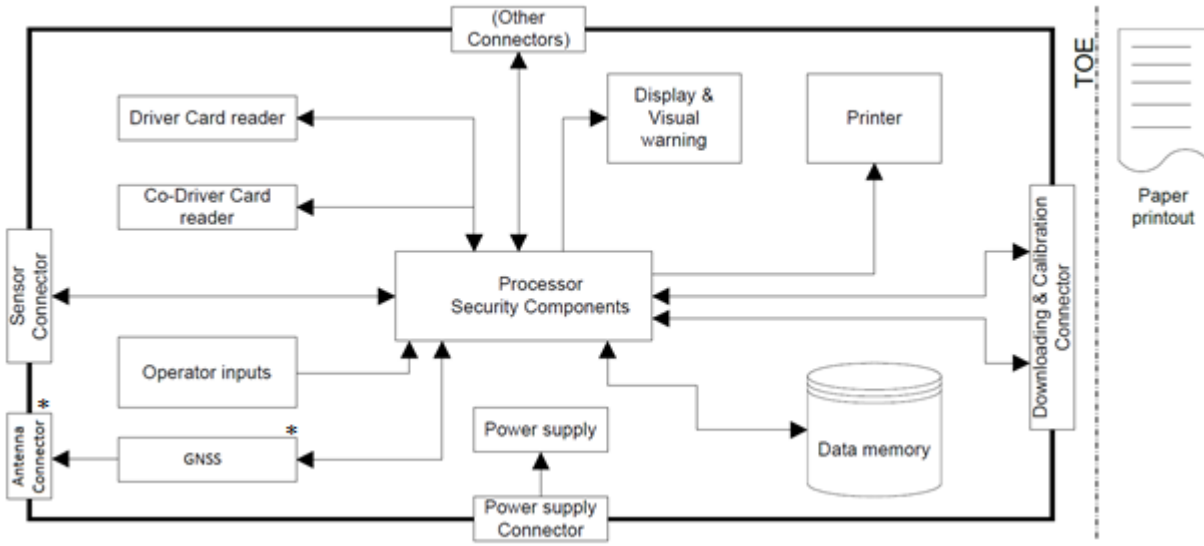 (Other
Connectors)
TOE
Driver Card reader
Display &
Visual
warning
Printer
Co-Driver Card
reader
Paper
printout
Sensor
Connector
Processor
Security Components
Downloading & Calibration
Connector
Operator inputs
*
Antenna
Connector
*
GNSS
Power supply
Data memory
Power supply
Connector